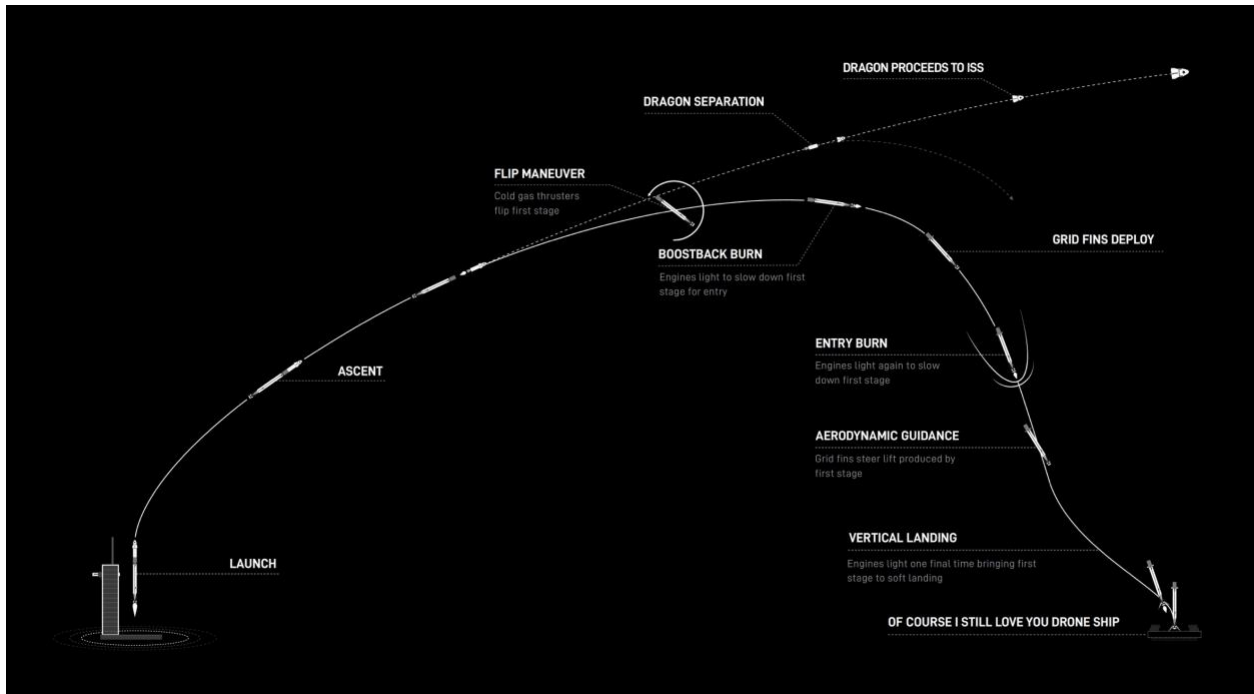 DRAGON PROCEEDS TO ISS
DRAGON SEPARATION
FLIP MANEUVER
Cold gas thrusters
flip first stage
BOOSTBACK BURN
Engines light to slow down first
stage for entry
GRID FINS DEPLOY
ENTRY BURN
Engines light again to slow
down first stage
ASCENT
AERODYNAMIC GUIDANCE
Grid fins steer lift produced by
first stage
VERTICAL LANDING
Engines light one final time bringing first
stage to soft landing
LAUNCH
OF COURSE I STILL LOVE YOU DRONE SHIP